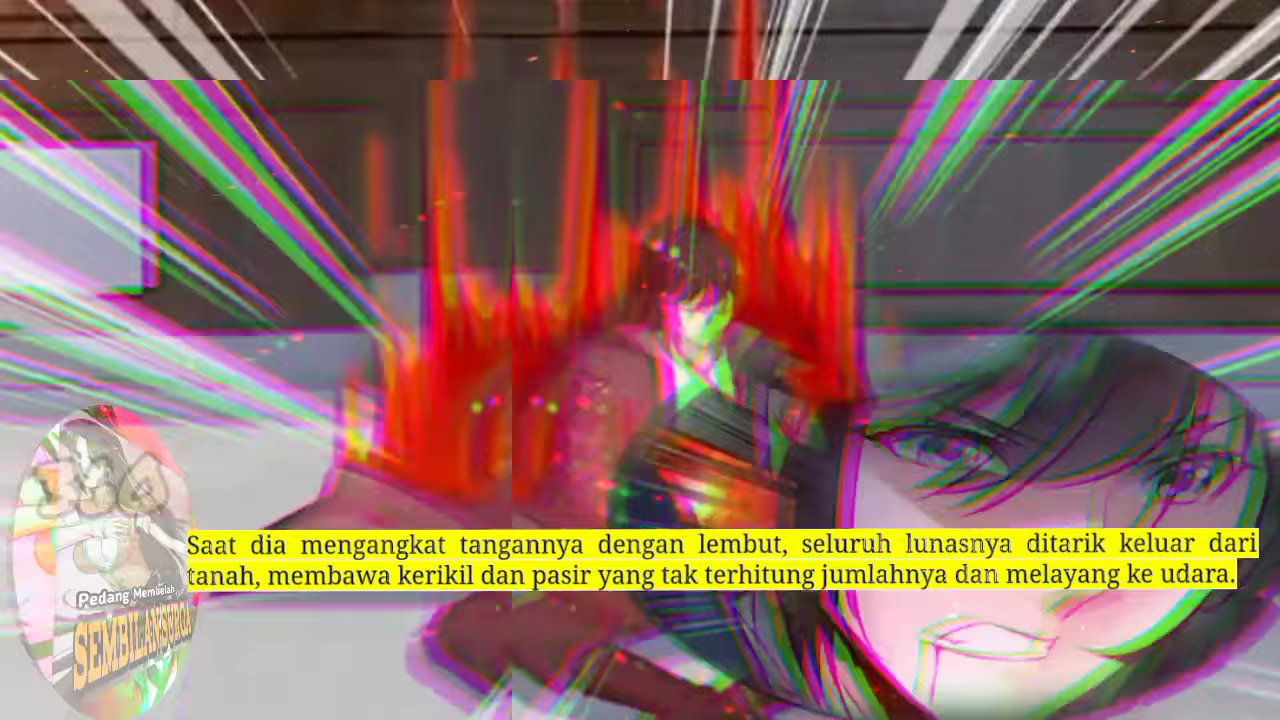 Saat dia mengangkat tangannya dengan lembut, seluruh lunasnya ditarik keluar dari
tanah, membawa kerikil dan pasir yang tak terhitung jumlahnya dan melayang ke udara.
Pedang Membelah
SEMBILAN SURGA